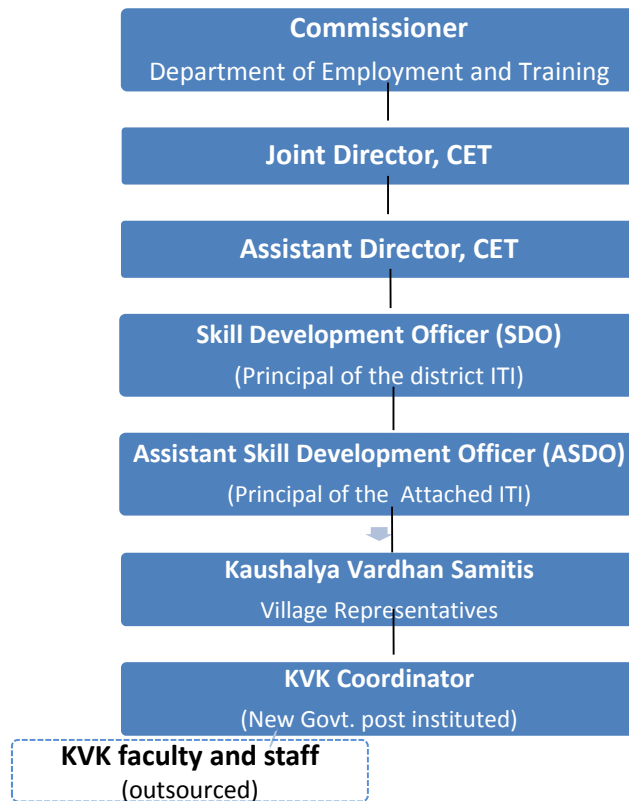 Commissioner
Department of Employment and Training
Joint Director, CET
Assistant Director, CET
Skill Development Officer (SDO)
(Principal of the district ITI)
Assistant Skill Development Officer (ASDO)
(Principal of the Attached ITI)
Kaushalya Vardhan Samitis
Village Representatives
KVK Coordinator
(New Govt. post instituted)
KVK faculty and staff
(outsourced)